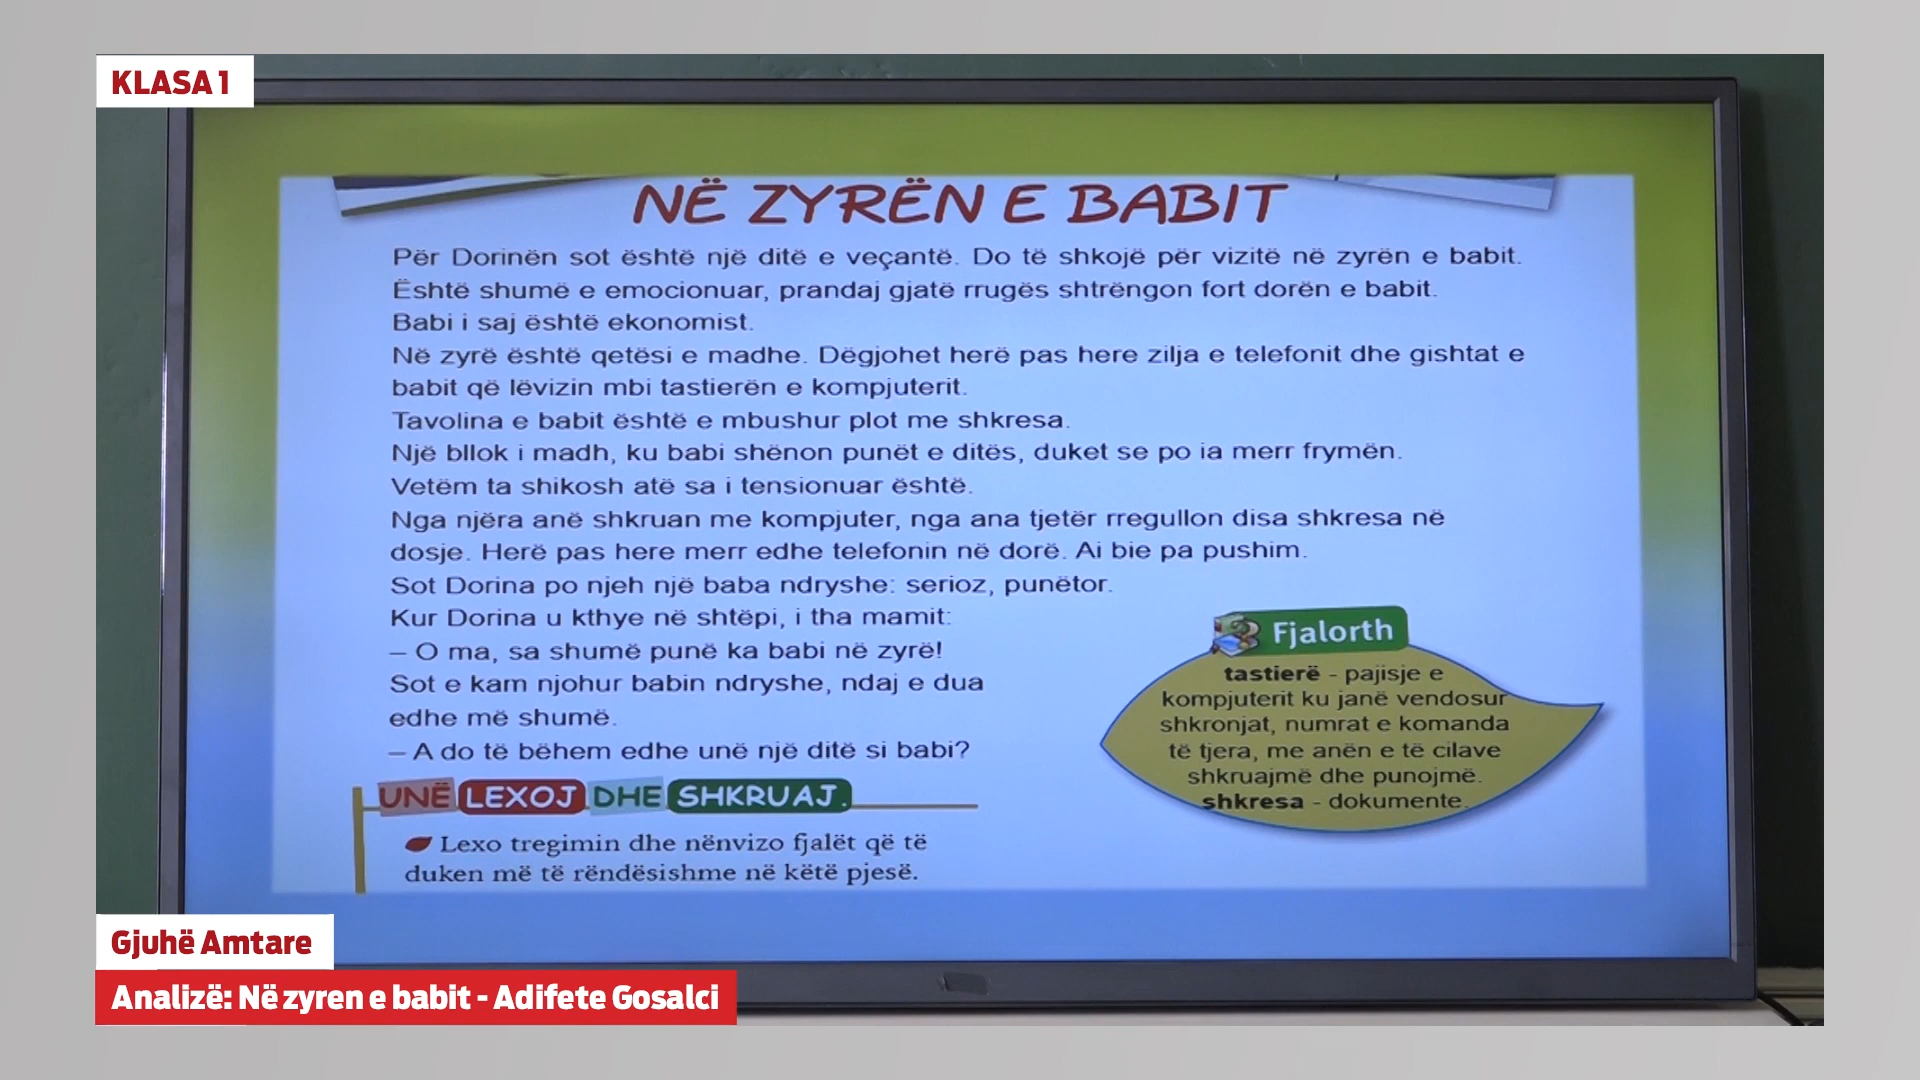 KLASA 1
NË ZYRËN E BABIT
Për Dorinën sot është një ditë e veçantë. Do të shkojë për vizitë në zyrën e babit.
Është shumë e emocionuar, prandaj gjatë rrugës shtrëngon fort dorën e babit.
Babi i saj është ekonomist.
Në zyrë është qetësi e madhe. Dëgjohet herë pas here zilja e telefonit dhe gishtat e
babit që lëvizin mbi tastierën e kompjuterit.
Tavolina e babit është e mbushur plot me shkresa.
Një bllok i madh, ku babi shënon punët e ditës, duket se po ia merr frymën.
Vetëm ta shikosh atë sa i tensionuar është.
Nga njëra anë shkruan me kompjuter, nga ana tjetër rregullon disa shkresa në
dosje. Herë pas here merr edhe telefonin në dorë. Ai bie pa pushim.
Sot Dorina po njeh një baba ndryshe: serioz, punëtor.
Kur Dorina u kthye në shtëpi, i tha mamit:
– O ma, sa shumë punë ka babi në zyrë!
Sot e kam njohur babin ndryshe, ndaj e dua
edhe më shumë.
– A do të bëhem edhe unë një ditë si babi?
Fjalorth
tastierë - pajisje e
kompjuterit ku janë vendosur
shkronjat, numrat e komanda
të tjera, me anën e të cilave
shkruajmë dhe punojmë.
shkresa - dokumente.
UNË LEXOJ DHE SHKRUAJ.
Lexo tregimin dhe nënvizo fjalët që të
duken më të rëndësishme në këtë pjesë.
Gjuhë Amtare
Analizë: Në zyren e babit - Adifete Gosalci